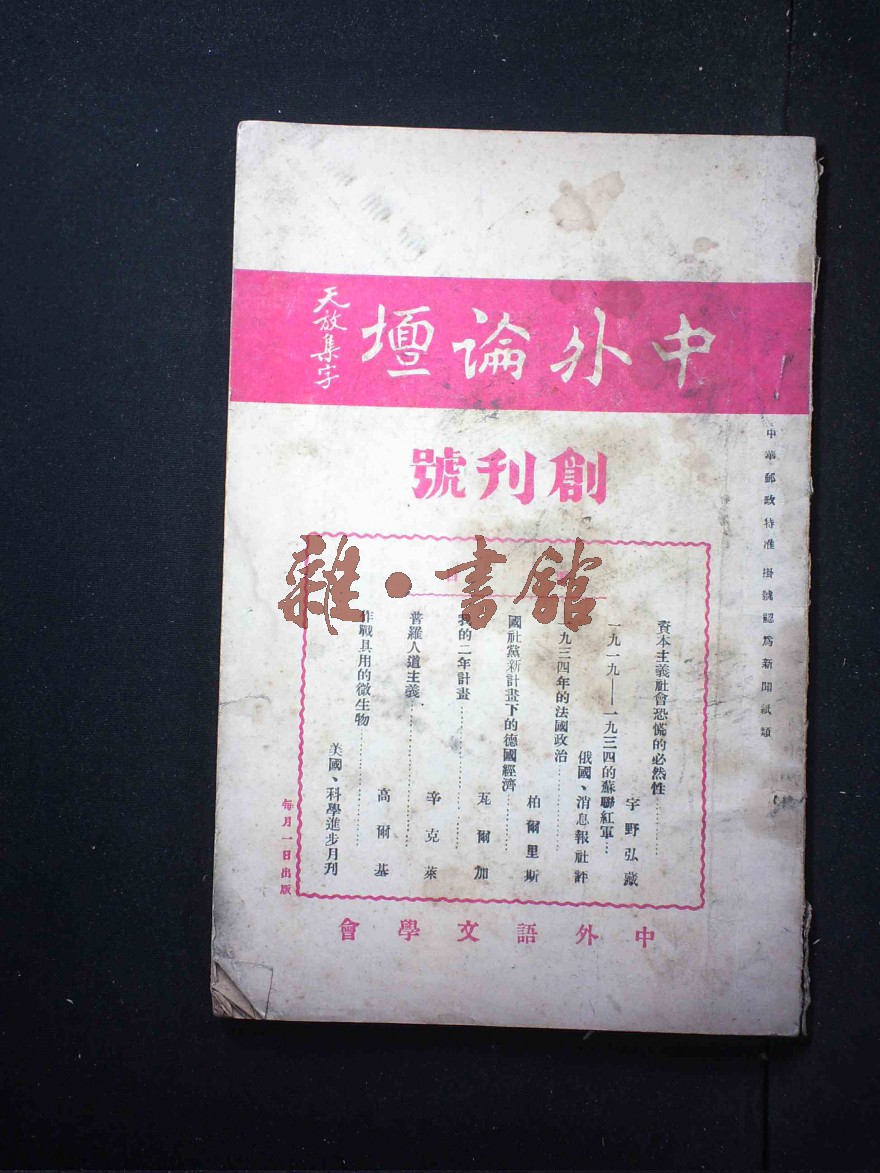 中外論壇
天放集字
中華郵政特准掛號認爲新聞紙類
創刊號
雜·書館
資本主義社會恐慌的必然性…………
宇野弘藏
一九一九——一九三四的蘇聯紅軍…
俄國、消息報社評
一九三四年的法國政治…………
柏爾里斯
國社黨新計畫下的德國經濟
瓦爾加
我的二年計畫…………
辛克萊
普羅人道主義…………
高爾基
作戰具用的微生物…………
美國、科學進步月刊
每月一日出版
中外語文學會